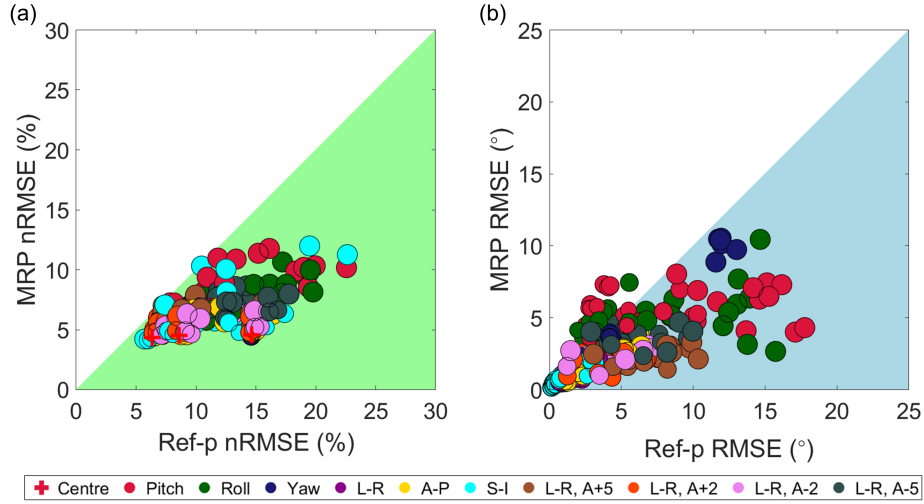 (a)
(b)
30
25
20
15
10
5
0
MRP nRMSE (%)
0 5 10 15 20 25 30
Ref-p nRMSE (%)
25
20
15
10
5
0
MRP RMSE (°)
0 5 10 15 20 25
Ref-p RMSE (°)
Centre Pitch Roll Yaw L-R A-P S-I L-R, A+5 L-R, A+2 L-R, A-2 L-R, A-5